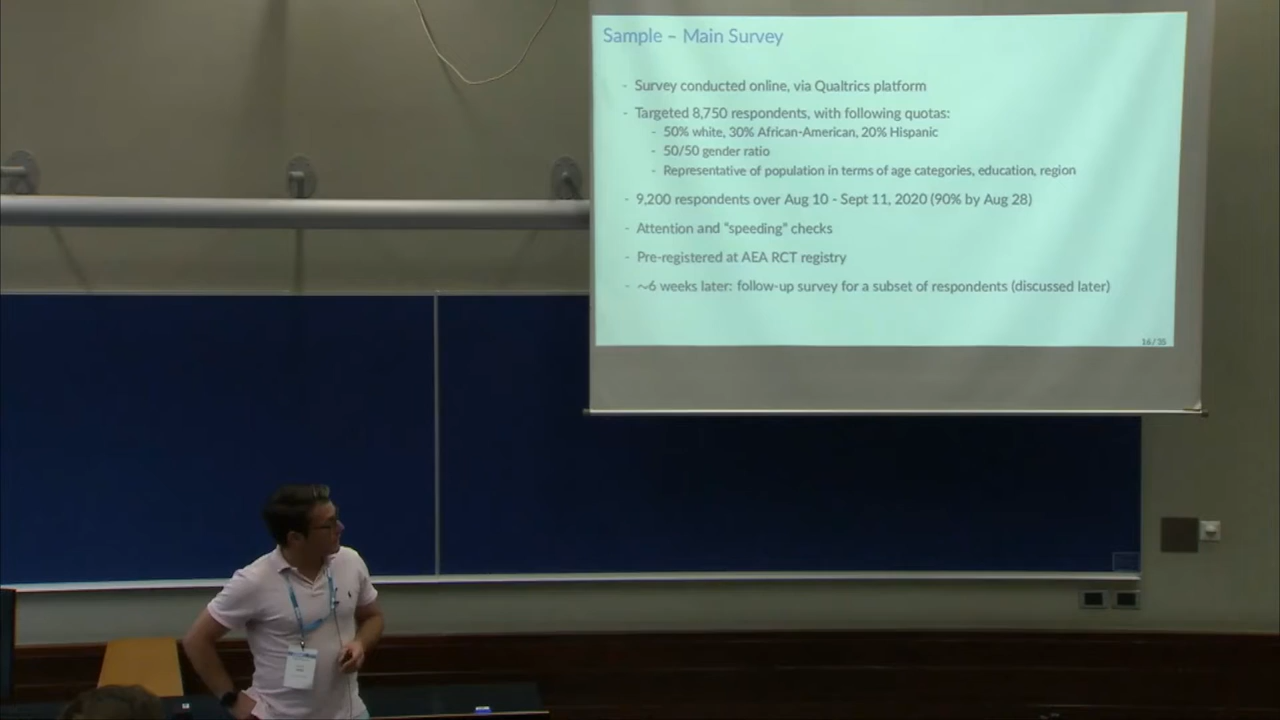 Sample – Main Survey
- Survey conducted online, via Qualtrics platform
- Targeted 8,750 respondents, with following quotas:
- 50% white, 30% African-American, 20% Hispanic
- 50/50 gender ratio
- Representative of population in terms of age categories, education, region
- 9,200 respondents over Aug 10 - Sept 11, 2020 (90% by Aug 28)
- Attention and “speeding” checks
- Pre-registered at AEA RCT registry
- ~6 weeks later: follow-up survey for a subset of respondents (discussed later)
16/35